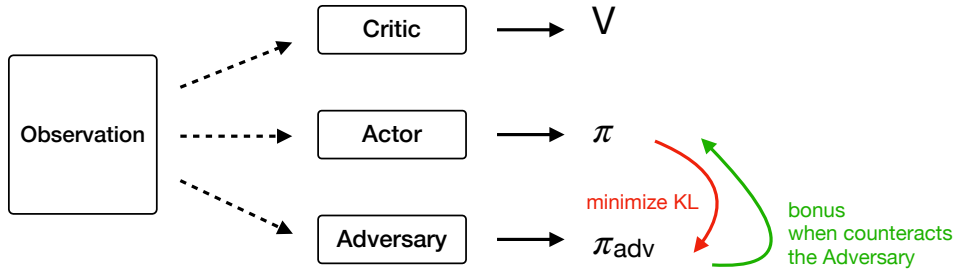 Observation
Critic
V
Actor
π
minimize KL
Adversary
πadv
bonus
when counteracts
the Adversary